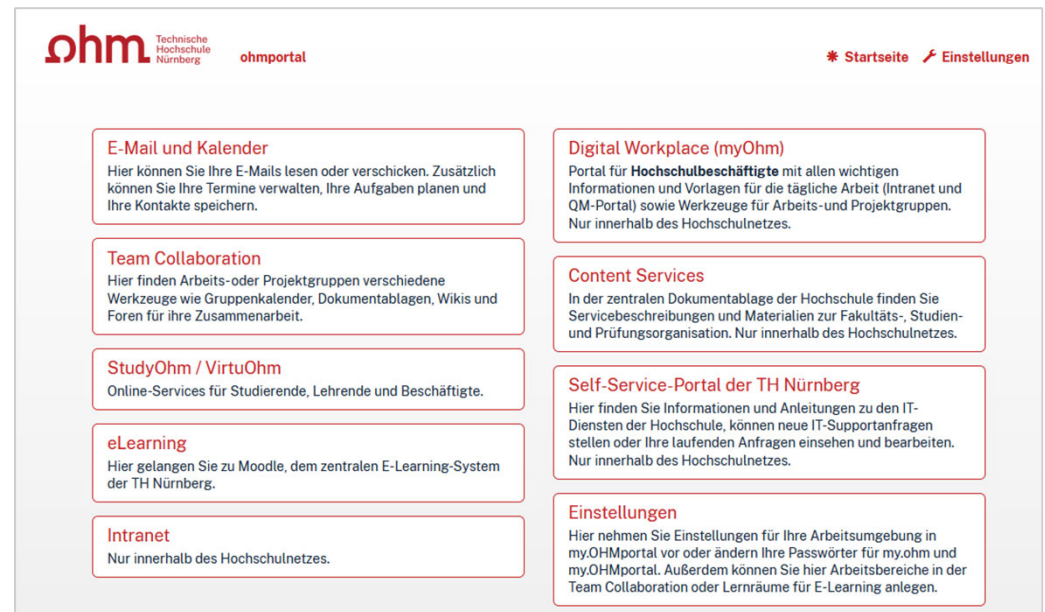 ohm Technische
Hochschule
Nürnberg
ohmportal
Startseite
Einstellungen
E-Mail und Kalender
Hier können Sie Ihre E-Mails lesen oder verschicken. Zusätzlich
können Sie Ihre Termine verwalten, Ihre Aufgaben planen und
Ihre Kontakte speichern.
Team Collaboration
Hier finden Arbeits- oder Projektgruppen verschiedene
Werkzeuge wie Gruppenkalender, Dokumentablagen, Wikis und
Foren für ihre Zusammenarbeit.
StudyOhm / VirtuOhm
Online-Services für Studierende, Lehrende und Beschäftigte.
eLearning
Hier gelangen Sie zu Moodle, dem zentralen E-Learning-System
der TH Nürnberg.
Intranet
Nur innerhalb des Hochschulnetzes.
Digital Workplace (myOhm)
Portal für Hochschulbeschäftigte mit allen wichtigen
Informationen und Vorlagen für die tägliche Arbeit (Intranet und
QM-Portal) sowie Werkzeuge für Arbeits- und Projektgruppen.
Nur innerhalb des Hochschulnetzes.
Content Services
In der zentralen Dokumentablage der Hochschule finden Sie
Servicebeschreibungen und Materialien zur Fakultäts-, Studien-
und Prüfungsorganisation. Nur innerhalb des Hochschulnetzes.
Self-Service-Portal der TH Nürnberg
Hier finden Sie Informationen und Anleitungen zu den IT-
Diensten der Hochschule, können neue IT-Supportanfragen
stellen oder Ihre laufenden Anfragen einsehen und bearbeiten.
Nur innerhalb des Hochschulnetzes.
Einstellungen
Hier nehmen Sie Einstellungen für Ihre Arbeitsumgebung in
my.OHMportal vor oder ändern Ihre Passwörter für my.ohm und
my.OHMportal. Außerdem können Sie hier Arbeitsbereiche in der
Team Collaboration oder Lernräume für E-Learning anlegen.